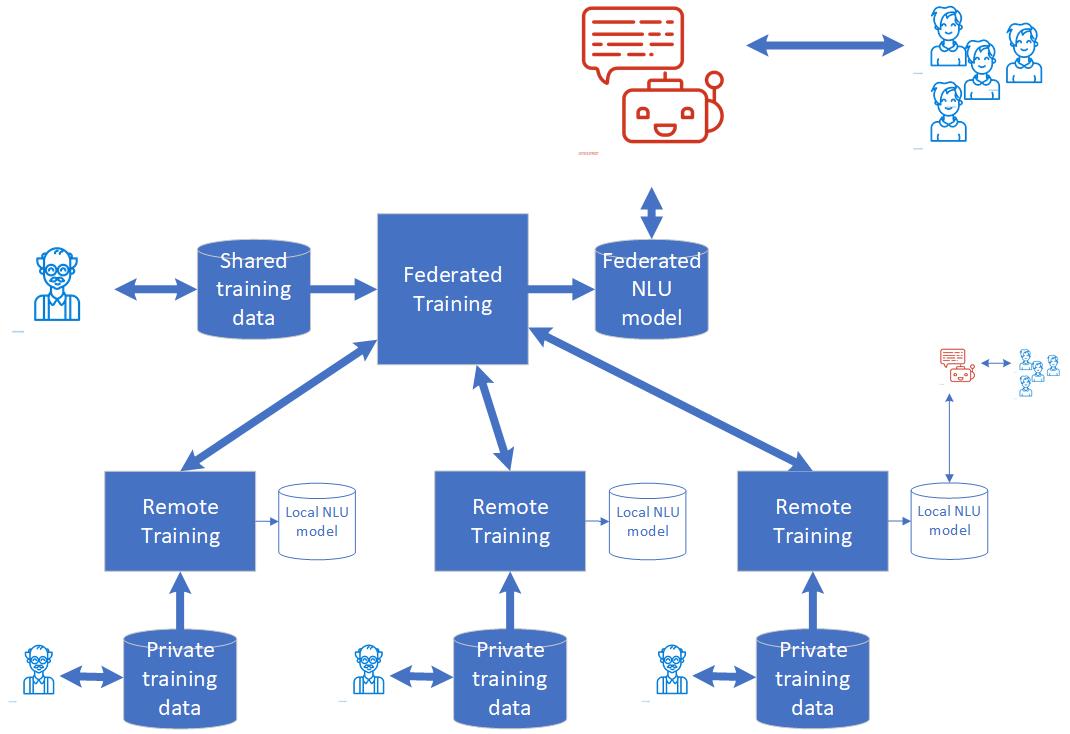 Shared
training
data
Federated
Training
Federated
NLU
model
Remote
Training
Local NLU
model
Remote
Training
Local NLU
model
Remote
Training
Local NLU
model
Private
training
data
Private
training
data
Private
training
data